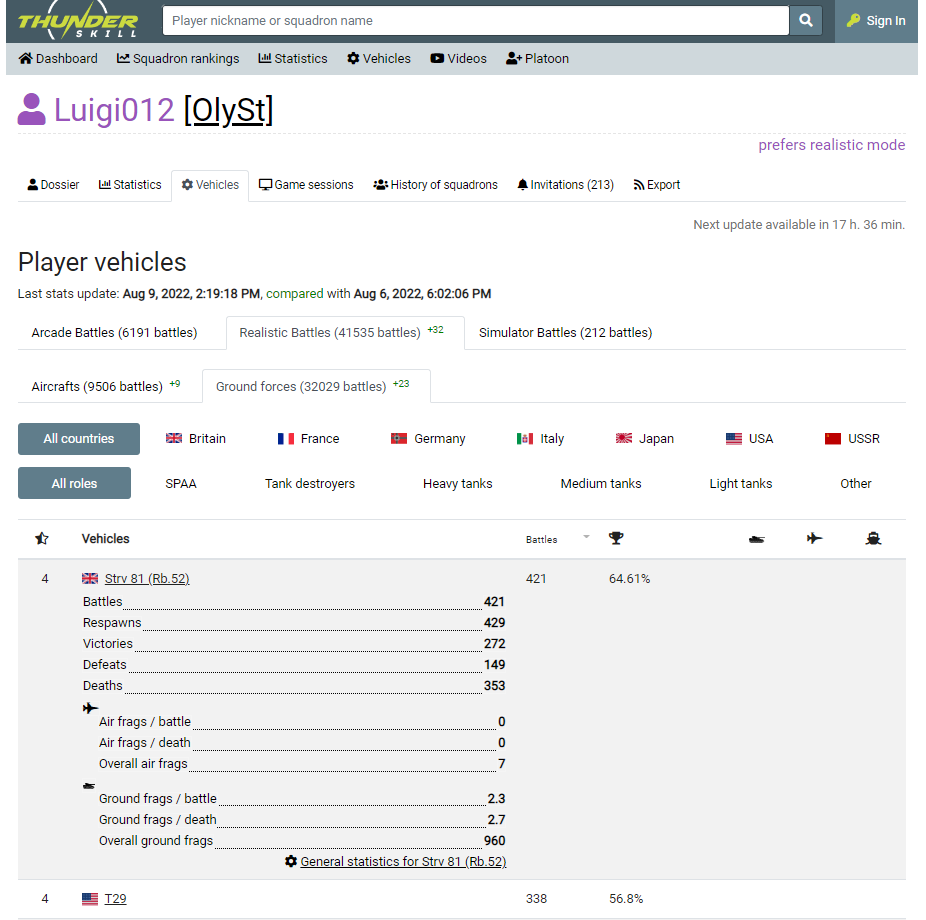 THUNDER
SKILL
Player nickname or squadron name
Sign In
Dashboard Squadron rankings Statistics Vehicles Videos Platoon
Luigi012 [OlySt]
prefers realistic mode
Dossier Statistics Vehicles Game sessions History of squadrons Invitations (213) Export
Next update available in 17 h. 36 min.
Player vehicles
Last stats update: Aug 9, 2022, 2:19:18 PM, compared with Aug 6, 2022, 6:02:06 PM
Arcade Battles (6191 battles) Realistic Battles (41535 battles) +32 Simulator Battles (212 battles)
Aircrafts (9506 battles) +9 Ground forces (32029 battles) +23
All countries Britain France Germany Italy Japan USA USSR
All roles SPAA Tank destroyers Heavy tanks Medium tanks Light tanks Other
Vehicles Battles
4 Strv 81 (Rb.52) 421 64.61%
Battles 421
Respawns 429
Victories 272
Defeats 149
Deaths 353
Air frags / battle 0
Air frags / death 0
Overall air frags 7
Ground frags / battle 2.3
Ground frags / death 2.7
Overall ground frags 960
General statistics for Strv 81 (Rb.52)
4 T29 338 56.8%